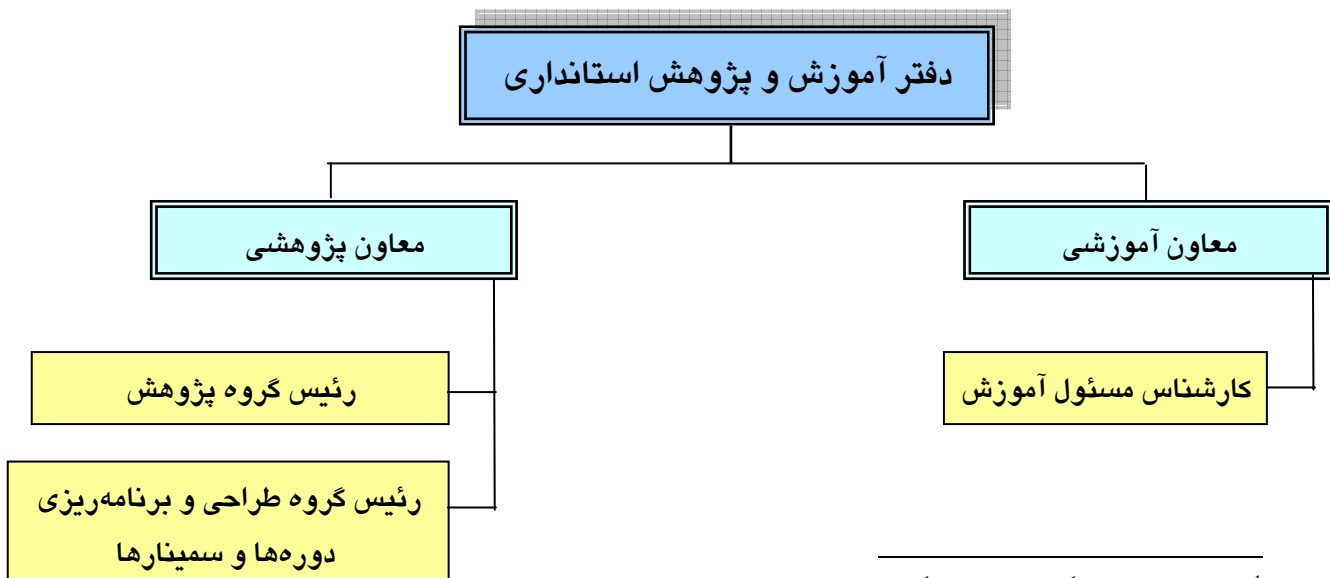 دفتر آموزش و پژوهش استانداری
معاون آموزشی
معاون پژوهشی
کارشناس مسئول آموزش
رئیس گروه پژوهش
رئیس گروه طراحی و برنامه‌ریزی
دوره‌ها و سمینارها